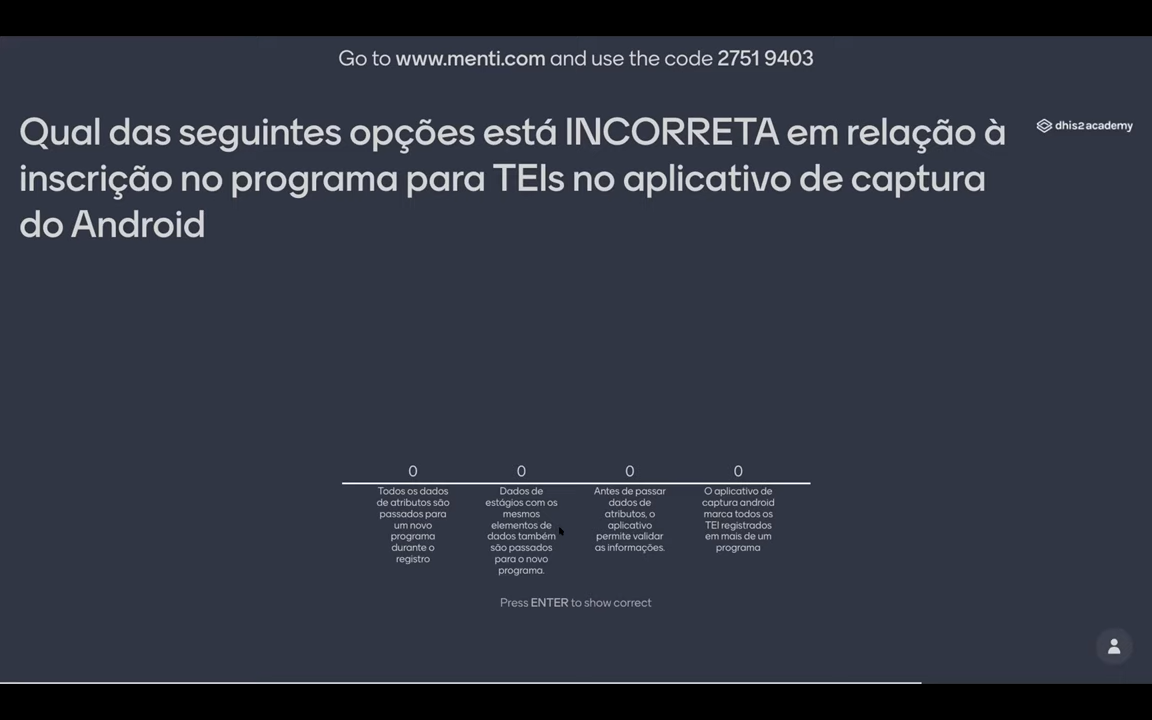 Go to www.menti.com and use the code 2751 9403
Qual das seguintes opções está INCORRETA em relação à
inscrição no programa para TEIs no aplicativo de captura
do Android
dhis2academy
0
0
0
0
Todos os dados
de atributos são
passados para
um novo
programa
durante o
registro
Dados de
estágios com os
mesmos
elementos de
dados também
são passados
para o novo
programa.
Antes de passar
dados de
atributos, o
aplicativo
permite validar
as informações.
O aplicativo de
captura android
marca todos os
TEI registrados
em mais de um
programa
Press ENTER to show correct